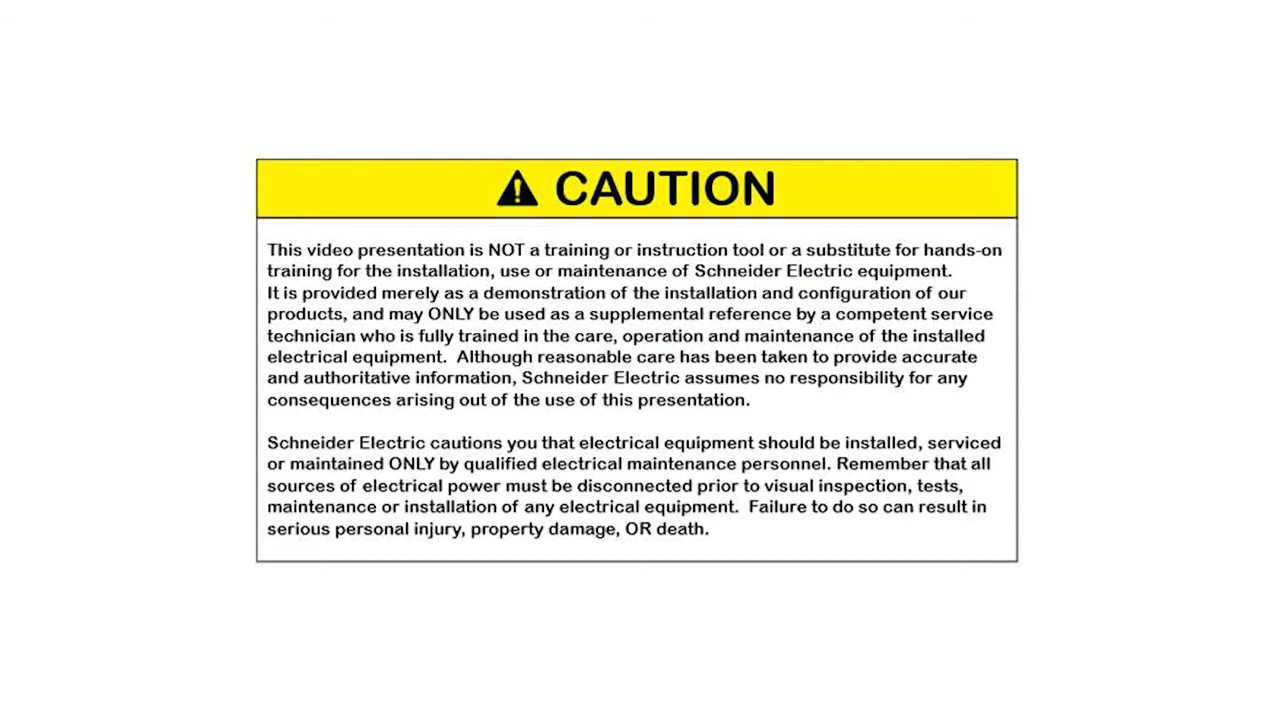 CAUTION
This video presentation is NOT a training or instruction tool or a substitute for hands-on
training for the installation, use or maintenance of Schneider Electric equipment.
It is provided merely as a demonstration of the installation and configuration of our
products, and may ONLY be used as a supplemental reference by a competent service
technician who is fully trained in the care, operation and maintenance of the installed
electrical equipment.  Although reasonable care has been taken to provide accurate
and authoritative information, Schneider Electric assumes no responsibility for any
consequences arising out of the use of this presentation.
Schneider Electric cautions you that electrical equipment should be installed, serviced
or maintained ONLY by qualified electrical maintenance personnel. Remember that all
sources of electrical power must be disconnected prior to visual inspection, tests,
maintenance or installation of any electrical equipment.  Failure to do so can result in
serious personal injury, property damage, OR death.